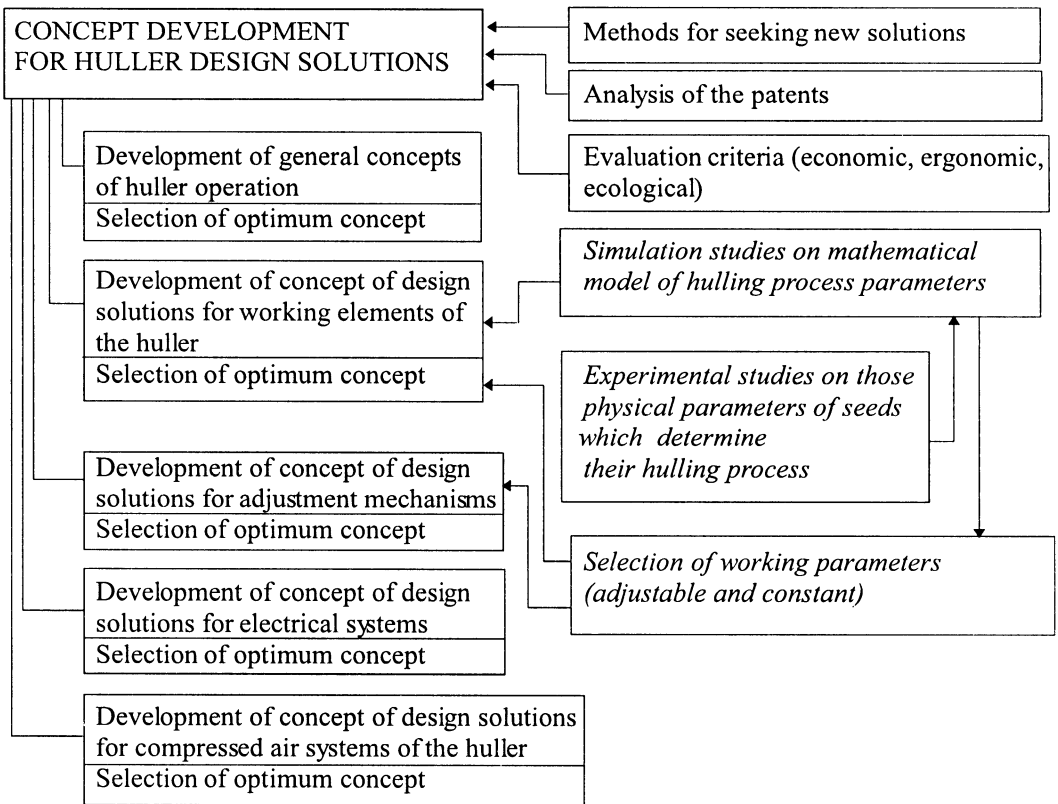 CONCEPT DEVELOPMENT
FOR HULLER DESIGN SOLUTIONS
Methods for seeking new solutions
Analysis of the patents
Evaluation criteria (economic, ergonomic,
ecological)
Development of general concepts
of huller operation
Selection of optimum concept
Development of concept of design
solutions for working elements of
the huller
Selection of optimum concept
Simulation studies on mathematical
model of hulling process parameters
Experimental studies on those
physical parameters of seeds
which determine
their hulling process
Development of concept of design
solutions for adjustment mechanisms
Selection of optimum concept
Selection of working parameters
(adjustable and constant)
Development of concept of design
solutions for electrical systems
Selection of optimum concept
Development of concept of design solutions
for compressed air systems of the huller
Selection of optimum concept